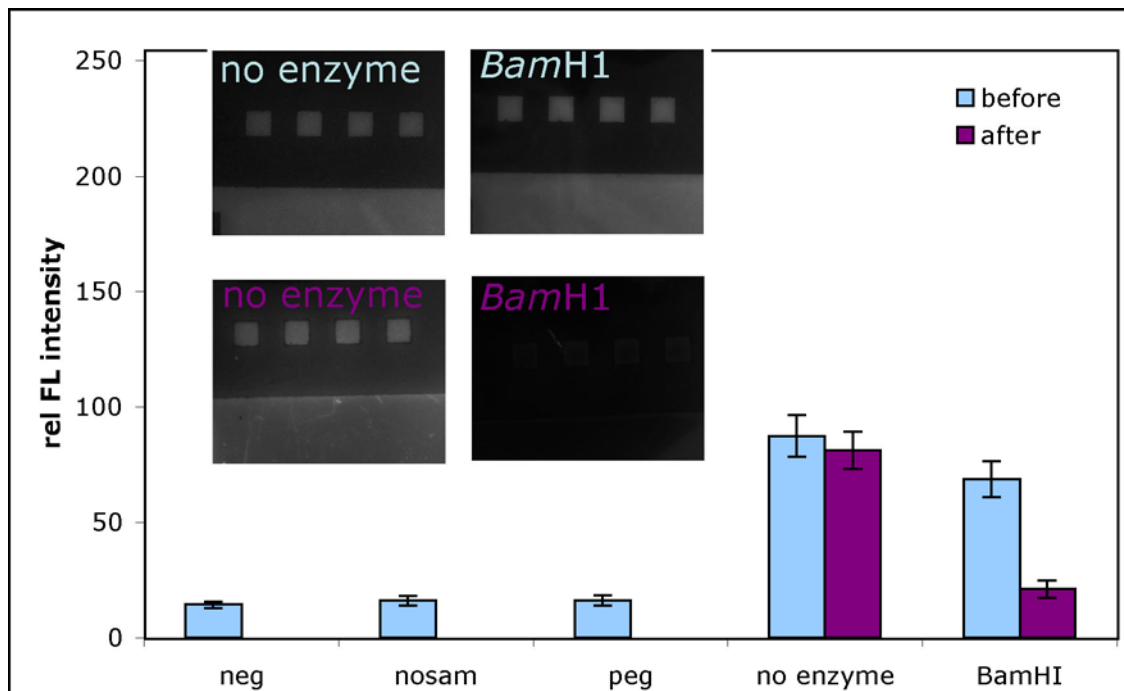 250
200
150
100
50
0
rel FL intensity
no enzyme
BamH1
no enzyme
BamH1
before
after
neg
nosam
peg
no enzyme
BamHI